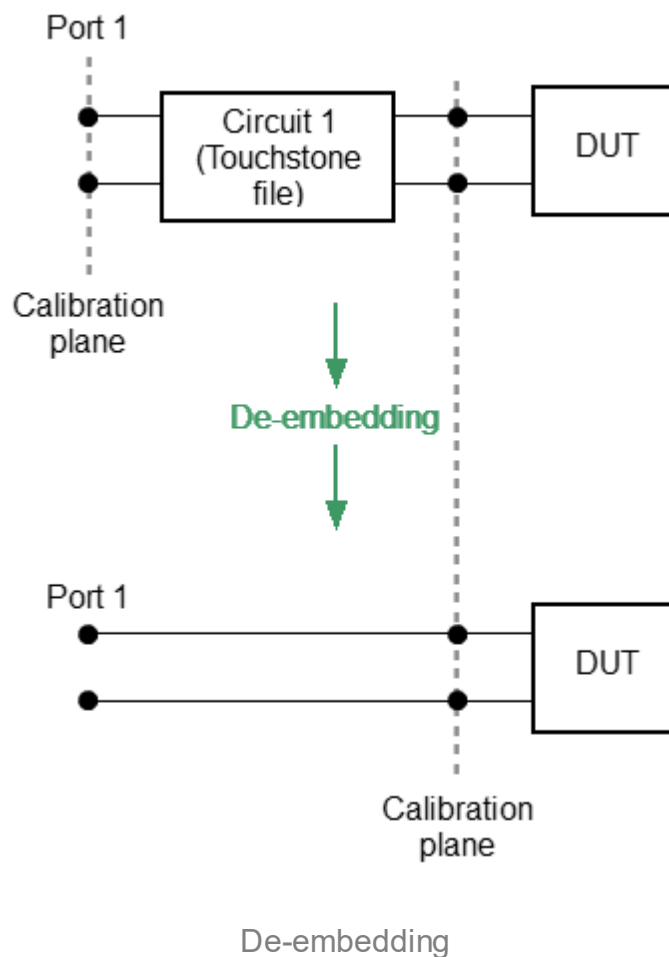 Port 1
Circuit 1
(Touchstone
file)
DUT
Calibration
plane
De-embedding
Port 1
DUT
Calibration
plane
De-embedding